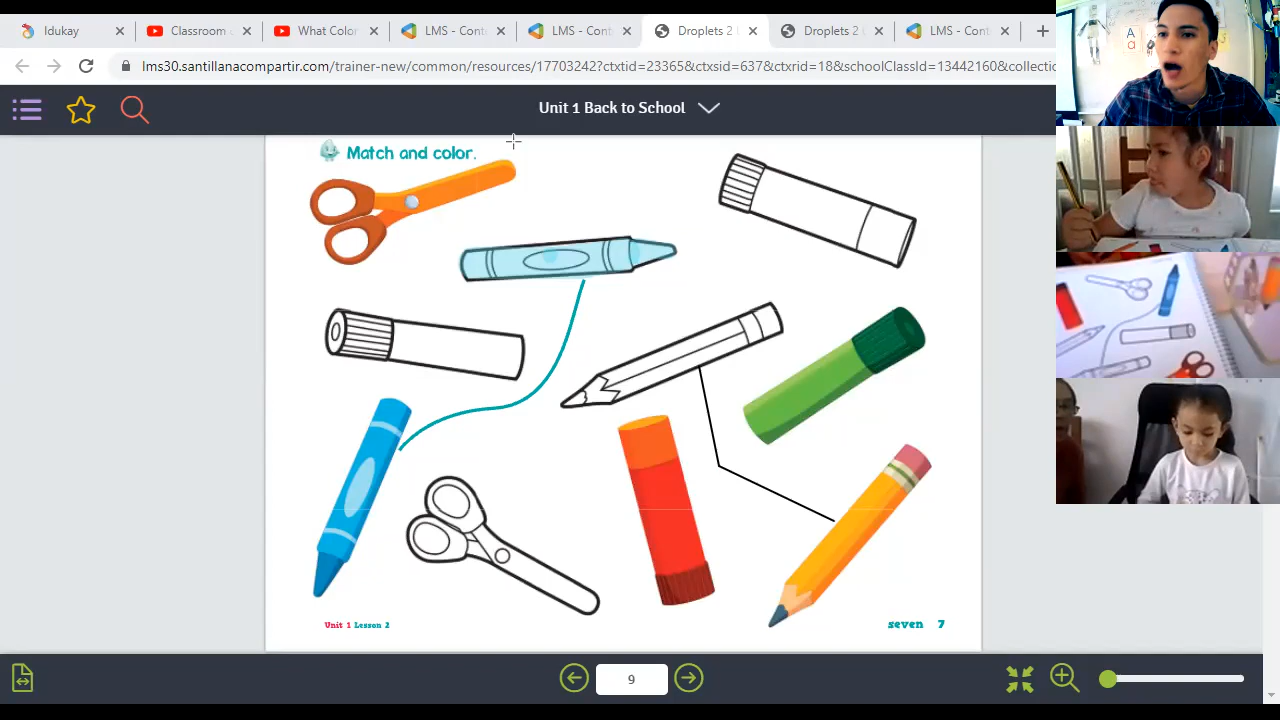 Idukay
Classroom
What Color
LMS - Cont
LMS - Cont
Droplets 2
Droplets 2
LMS - Cont
lms30.santillanacompartir.com/trainer-new/common-resources/17703242?ctxtid=23365&ctxsid=637&ctxrid=18&schoolClassId=13442160&collectio
Unit 1 Back to School
Match and color.
Unit 1 Lesson 2
seven 7
9
A
a